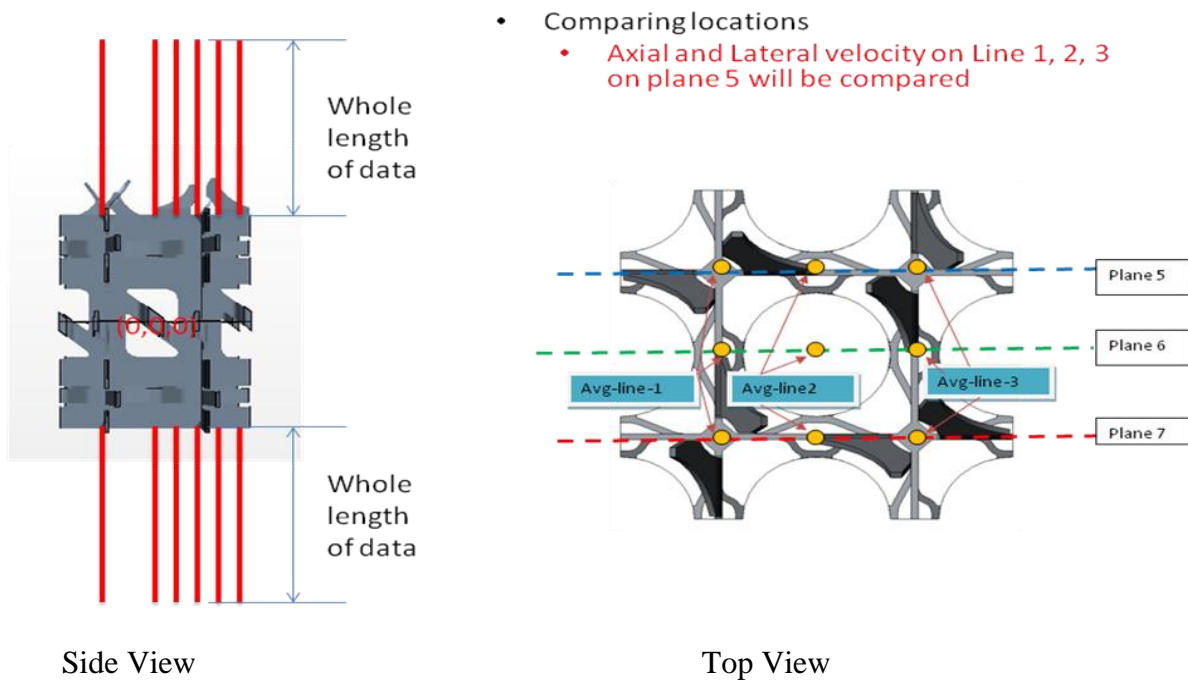 • Comparing locations
• Axial and Lateral velocity on Line 1, 2, 3
on plane 5 will be compared
Whole
length
of data
(0,0,0)
Whole
length
of data
Plane 5
Plane 6
Avg-line-1
Avg-line2
Avg-line-3
Plane 7
Side View
Top View